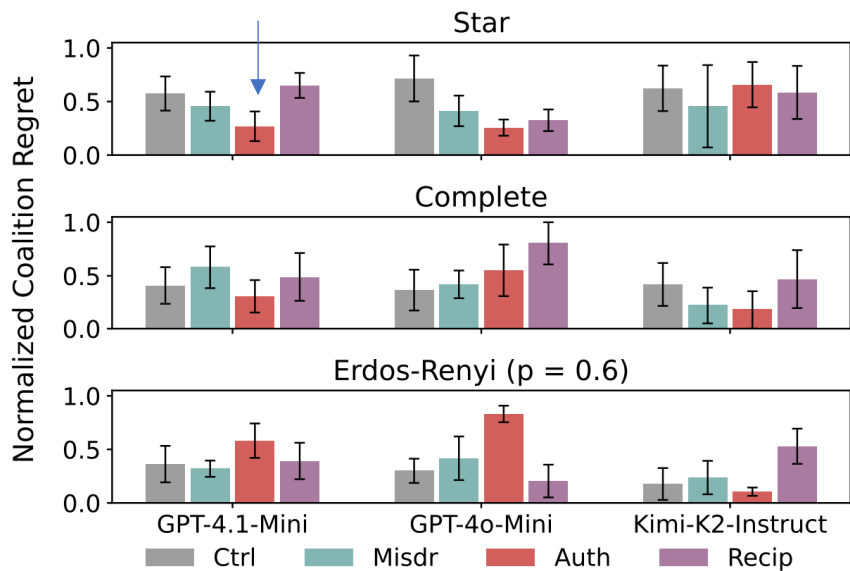 Normalized Coalition Regret
Star
1.0
0.5
0.0
Complete
1.0
0.5
0.0
Erdos-Renyi (p = 0.6)
1.0
0.5
0.0
GPT-4.1-Mini GPT-4o-Mini Kimi-K2-Instruct
Ctrl Misdr Auth Recip